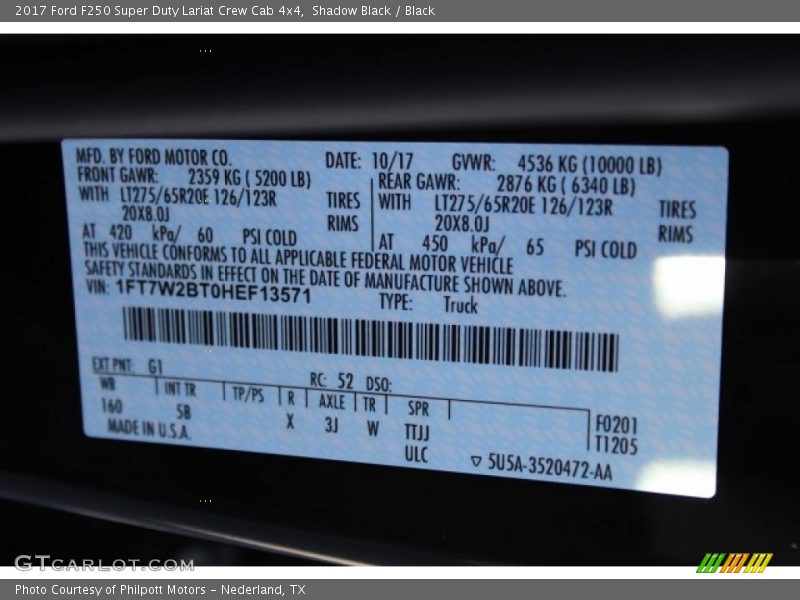 2017 Ford F250 Super Duty Lariat Crew Cab 4x4, Shadow Black / Black
MFD. BY FORD MOTOR CO. DATE: 10/17 GVWR: 4536 KG (10000 LB)
FRONT GAWR: 2359 KG ( 5200 LB) REAR GAWR: 2876 KG ( 6340 LB)
WITH LT275/65R20E 126/123R TIRES WITH LT275/65R20E 126/123R TIRES
20X8.0J RIMS 20X8.0J RIMS
AT 420 kPa/ 60 PSI COLD AT 450 kPa/ 65 PSI COLD
THIS VEHICLE CONFORMS TO ALL APPLICABLE FEDERAL MOTOR VEHICLE
SAFETY STANDARDS IN EFFECT ON THE DATE OF MANUFACTURE SHOWN ABOVE.
VIN: 1FT7W2BT0HEF13571 TYPE: Truck
EXT PNT: G1 RC: 52 DSO:
WB INT TR TP/PS R AXLE TR SPR
160 5B X 3J W TTJJ F0201
MADE IN U.S.A. ULC T1205
▽ 5U5A-3520472-AA
GTCARLOT.COM
Photo Courtesy of Philpott Motors - Nederland, TX